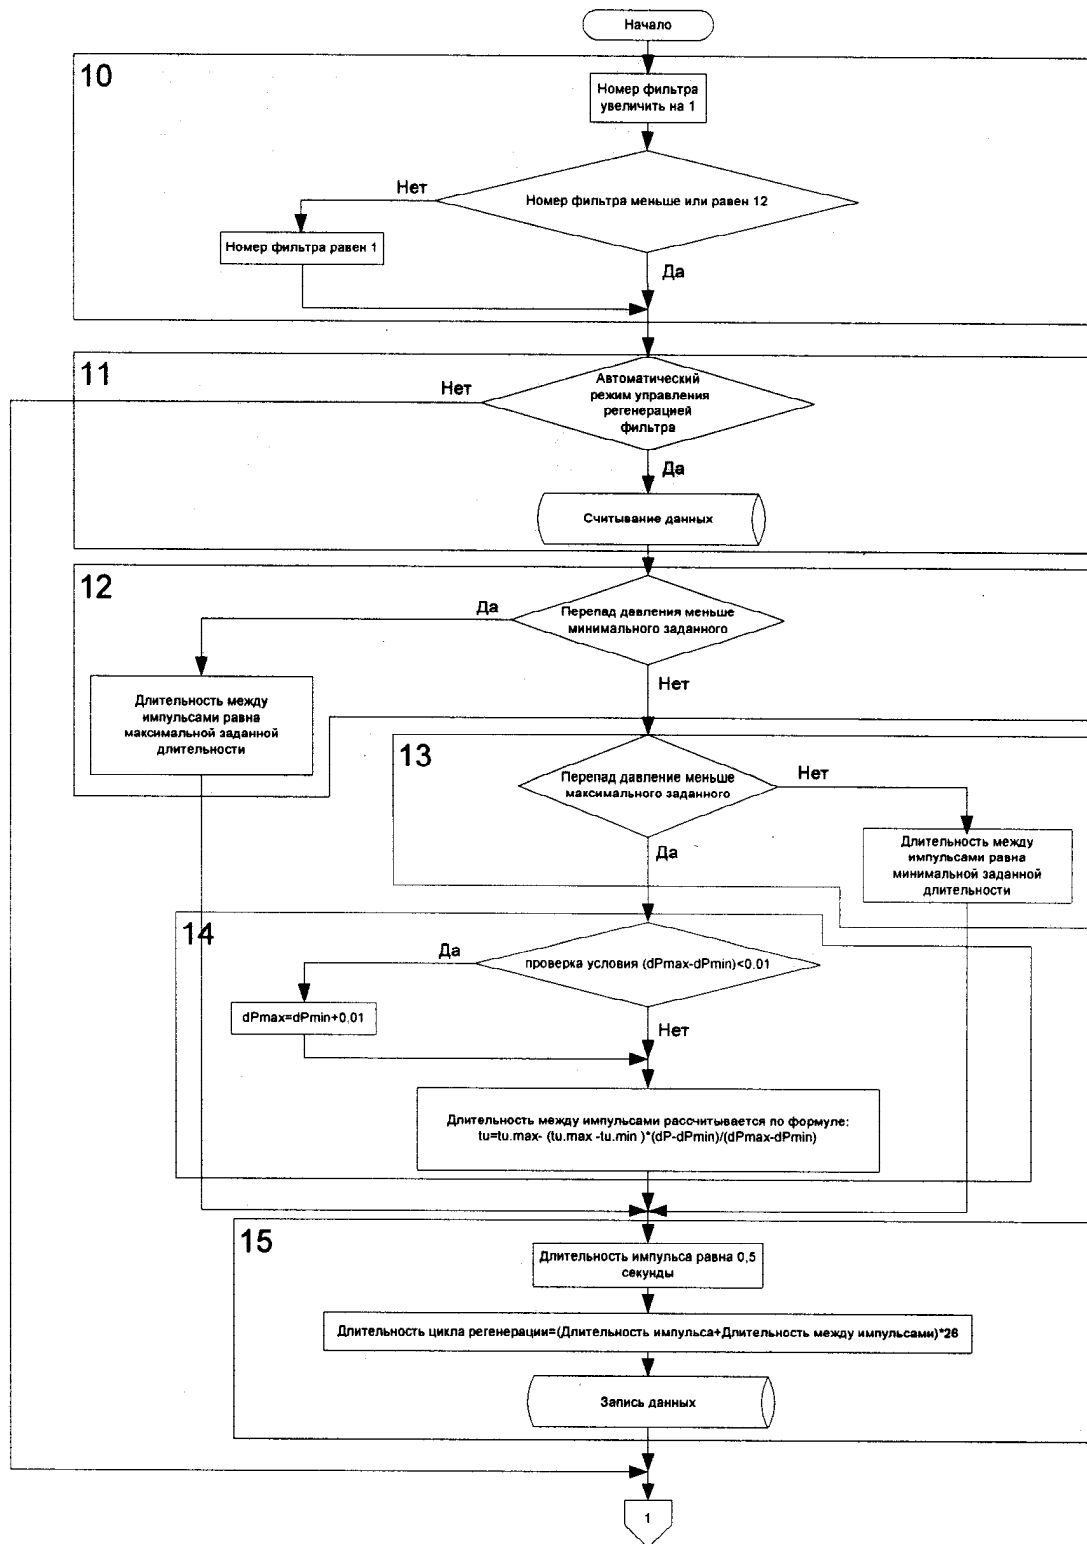 Начало
10
Номер фильтра
увеличить на 1
Нет
Номер фильтра меньше или равен 12
Номер фильтра равен 1
Да
11
Нет
Автоматический
режим управления
регенерацией
фильтра
Да
Считывание данных
12
Да
Перепад давления меньше
минимального заданного
Нет
Длительность между
импульсами равна
максимальной заданной
длительности
13
Перепад давление меньше
максимального заданного
Нет
Да
Длительность между
импульсами равна
минимальной заданной
длительности
14
Да
проверка условия (dPmax-dPmin)<0.01
dPmax=dPmin+0,01
Нет
Длительность между импульсами рассчитывается по формуле:
tu=tu.max- (tu.max -tu.min )*(dP-dPmin)/(dPmax-dPmin)
15
Длительность импульса равна 0,5
секунды
Длительность цикла регенерации=(Длительность импульса+Длительность между импульсами)*26
Запись данных
1